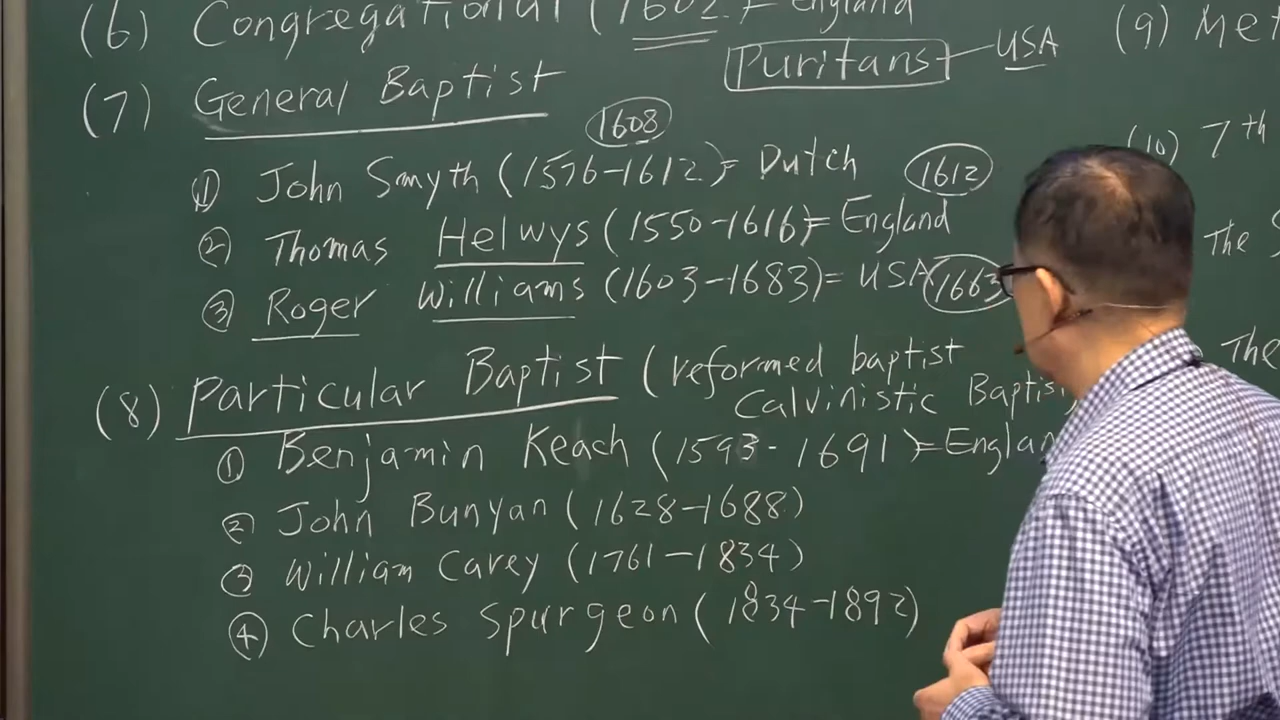 (6) Congregational (1602) = England
Puritans — USA
(7) General Baptist
1608
① John Smyth (1576-1612) = Dutch
1612
② Thomas Helwys (1550-1616) = England
③ Roger Williams (1603-1683) = USA 1663
(8) Particular Baptist (reformed baptist
Calvinistic Baptis
① Benjamin Keach (1593 - 1691) = Englan
② John Bunyan (1628-1688)
③ William Carey (1761-1834)
④ Charles Spurgeon (1834-1892)
(9) Met
(10) 7th
The S
The